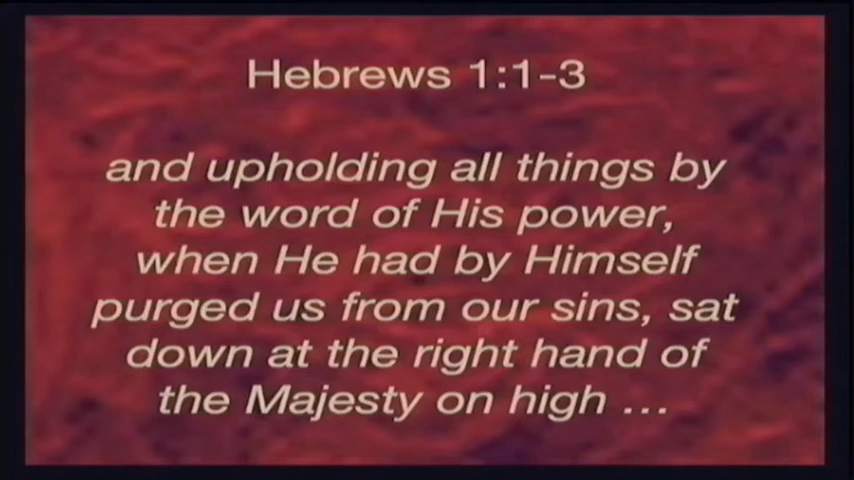 Hebrews 1:1-3
and upholding all things by
the word of His power,
when He had by Himself
purged us from our sins, sat
down at the right hand of
the Majesty on high ...